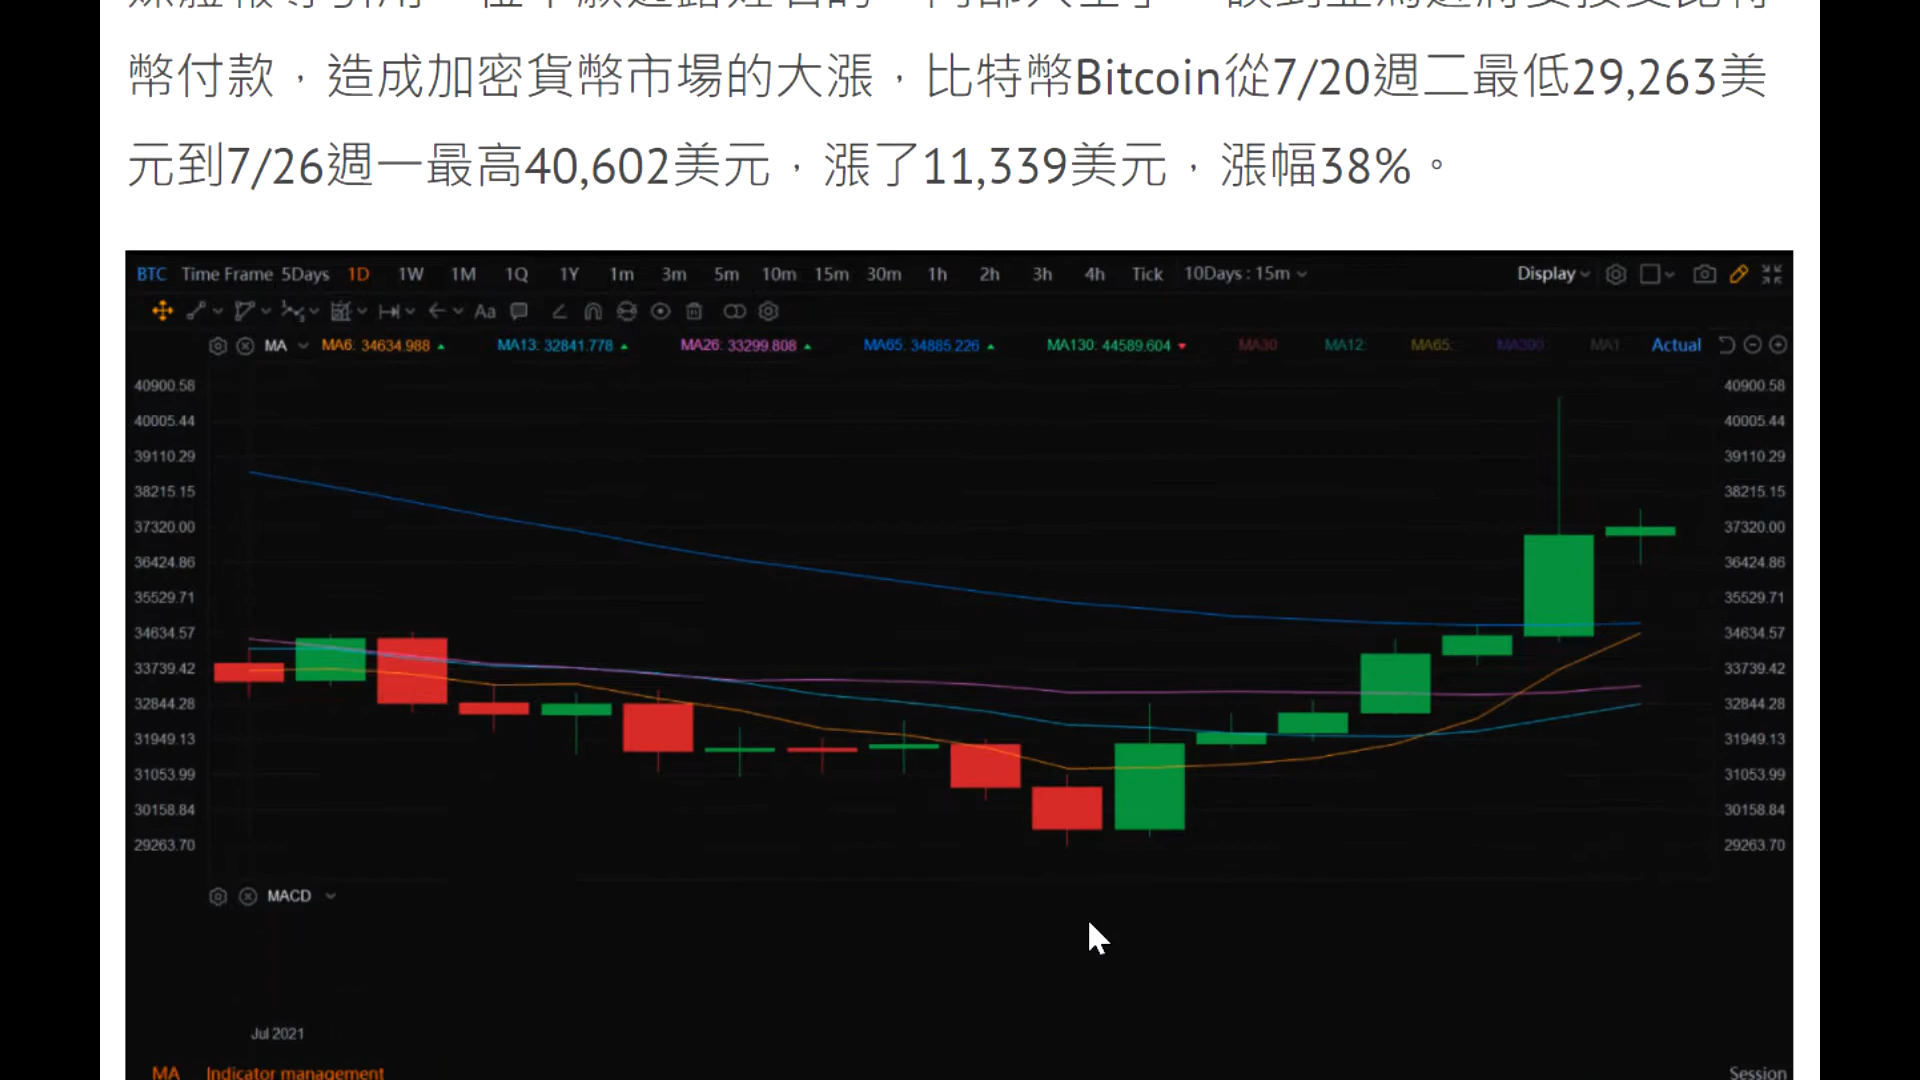 幣付款，造成加密貨幣市場的大漲，比特幣Bitcoin從7/20週二最低29,263美
元到7/26週一最高40,602美元，漲了11,339美元，漲幅38%。
BTC Time Frame 5Days 1D 1W 1M 1Q 1Y 1m 3m 5m 10m 15m 30m 1h 2h 3h 4h Tick 10Days : 15m Display
Aa
MA MA6: 34634.988 MA13: 32841.778 MA26: 33299.808 MA65: 34885.226 MA130: 44589.604 MA30 MA12: MA65: MA300 MA1 Actual
40900.58 40900.58
40005.44 40005.44
39110.29 39110.29
38215.15 38215.15
37320.00 37320.00
36424.86 36424.86
35529.71 35529.71
34634.57 34634.57
33739.42 33739.42
32844.28 32844.28
31949.13 31949.13
31053.99 31053.99
30158.84 30158.84
29263.70 29263.70
MACD
Jul 2021
MA Indicator management Session